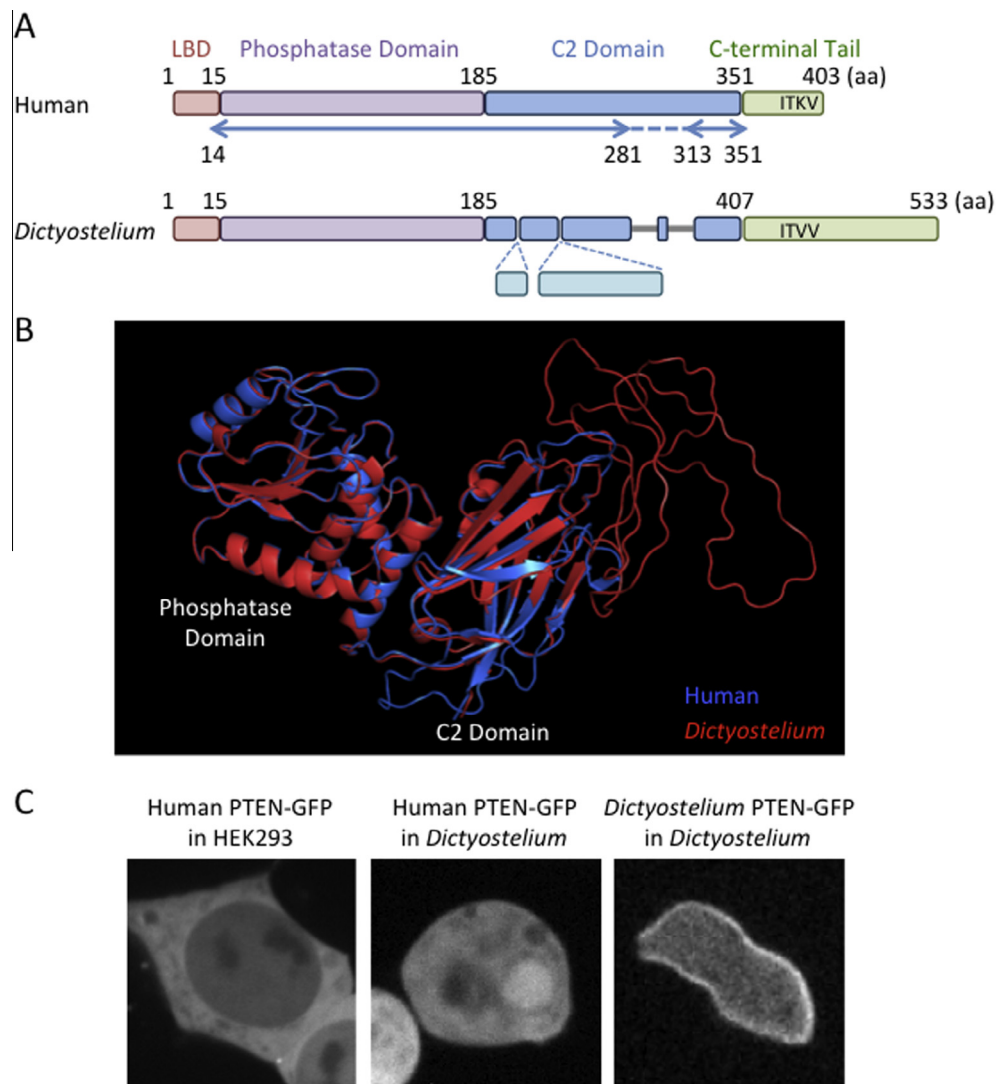 A
LBD Phosphatase Domain C2 Domain C-terminal Tail
1 15 185 351 403 (aa)
Human ITKV
14 281 313 351
1 15 185 407 533 (aa)
Dictyostelium ITVV
B
Phosphatase
Domain
C2 Domain
Human
Dictyostelium
C
Human PTEN-GFP
in HEK293
Human PTEN-GFP
in Dictyostelium
Dictyostelium PTEN-GFP
in Dictyostelium